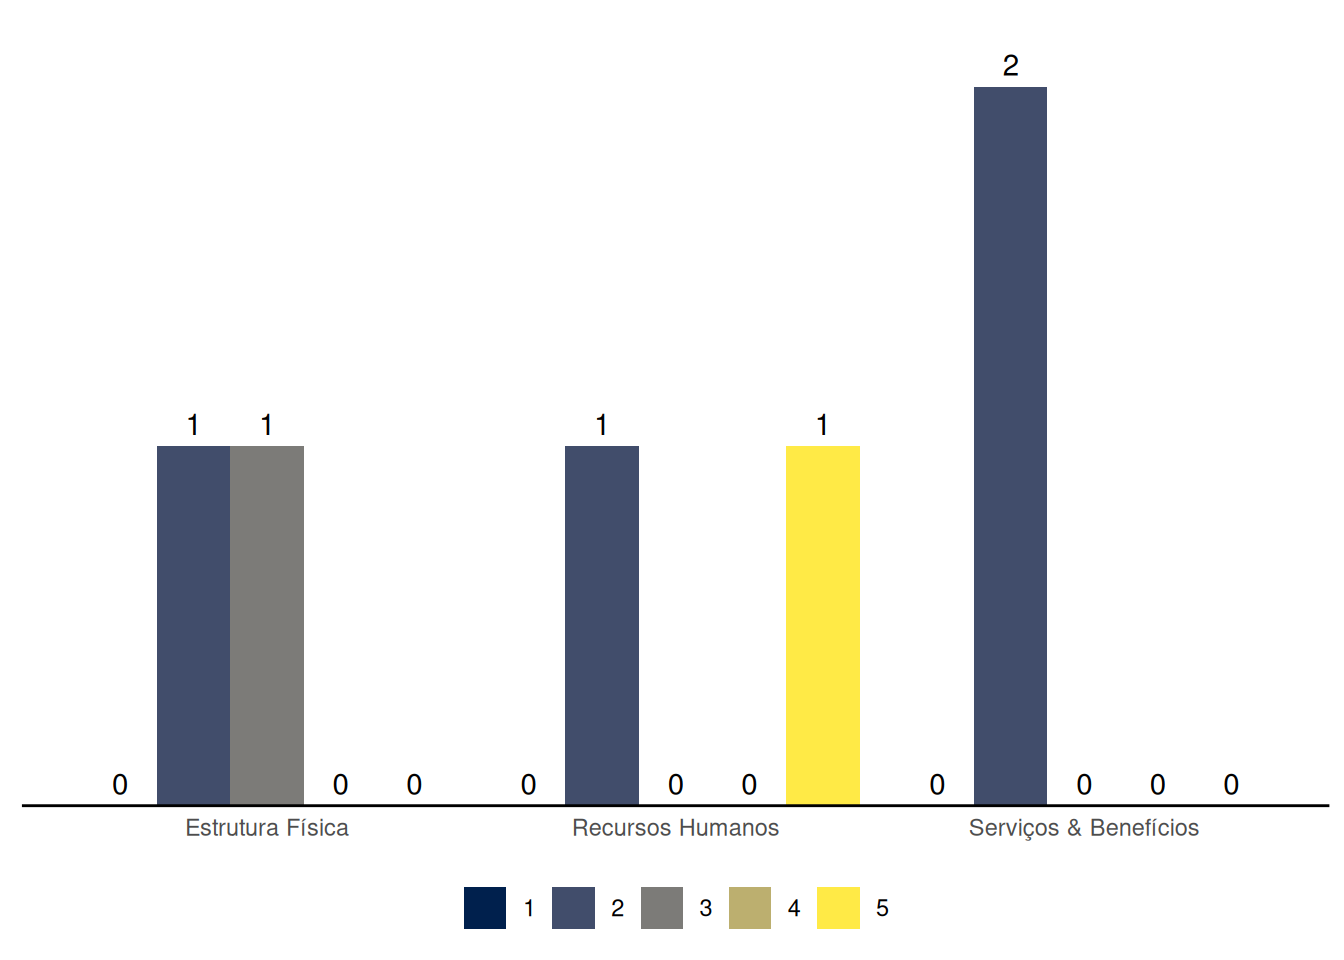 2
1 1 1 1
0 0 0 0 0 0 0 0 0 0
Estrutura Física Recursos Humanos Serviços & Benefícios
1 2 3 4 5